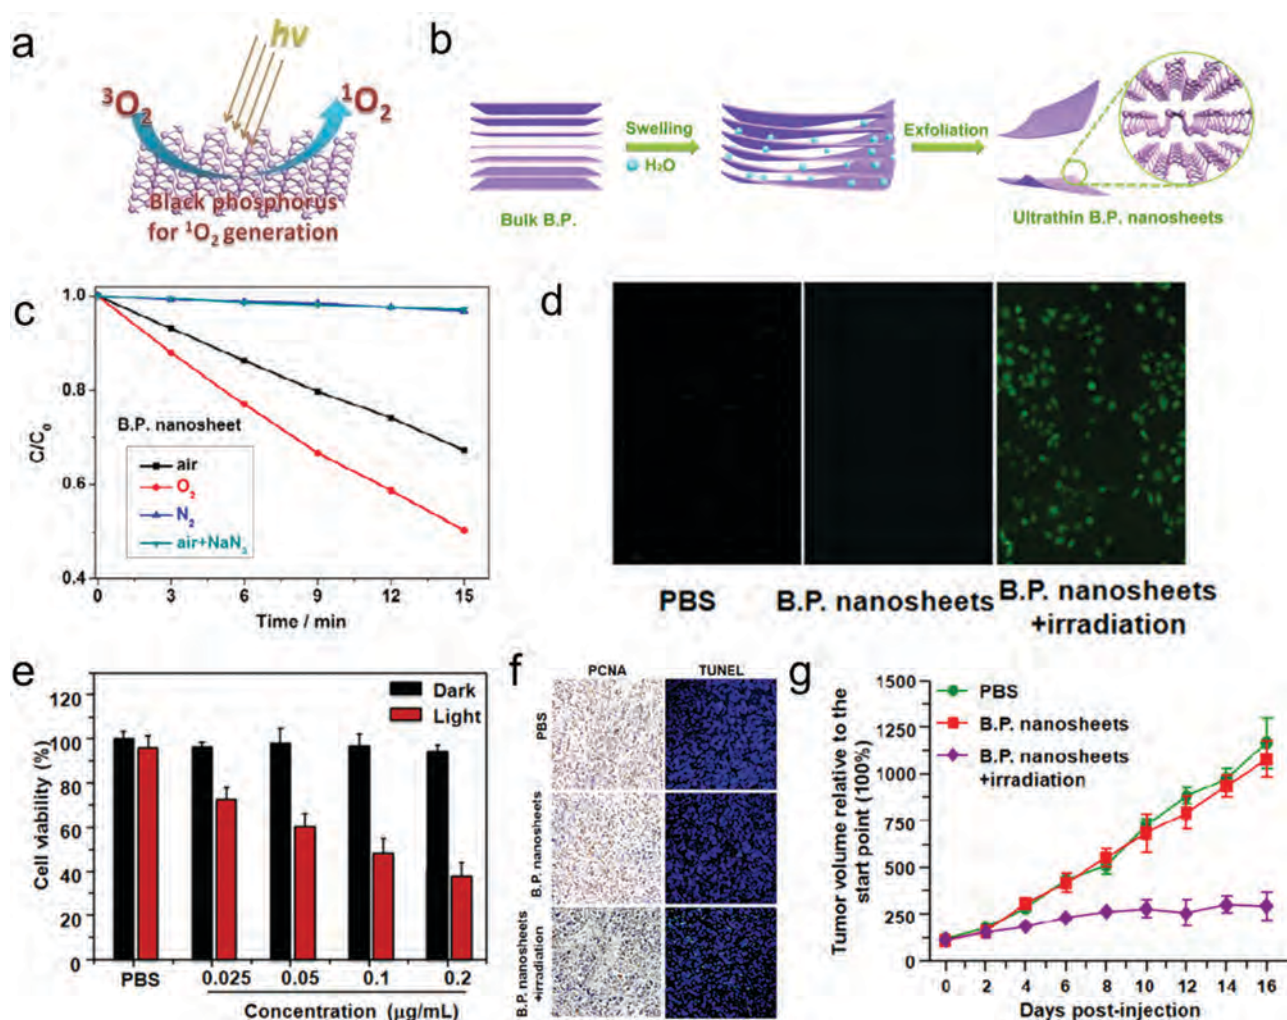 a
hv
³O₂
¹O₂
Black phosphorus
for ¹O₂ generation
b
Swelling
H₂O
Exfoliation
Bulk B.P.
Ultrathin B.P. nanosheets
c
C/C₀
1.0
0.8
0.6
0.4
B.P. nanosheet
air
O₂
N₂
air+NaN₃
0 3 6 9 12 15
Time / min
d
PBS
B.P. nanosheets
B.P. nanosheets
+irradiation
e
Cell viability (%)
120
100
80
60
40
20
0
Dark
Light
PBS 0.025 0.05 0.1 0.2
Concentration (μg/mL)
f
PCNA TUNEL
PBS
B.P. nanosheets
B.P. nanosheets
+irradiation
g
Tumor volume relative to the
start point (100%)
1500
1250
1000
750
500
250
0
PBS
B.P. nanosheets
B.P. nanosheets
+irradiation
0 2 4 6 8 10 12 14 16
Days post-injection